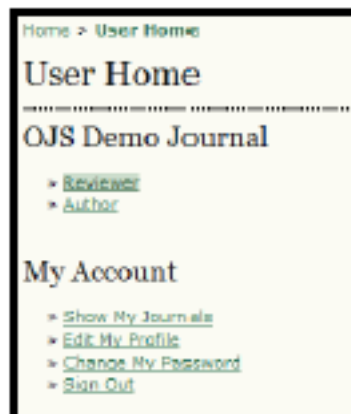 Home > User Home
User Home
OJS Demo Journal
» Reviewer
» Author
My Account
» Show My Journals
» Edit My Profile
» Change My Password
» Sign Out